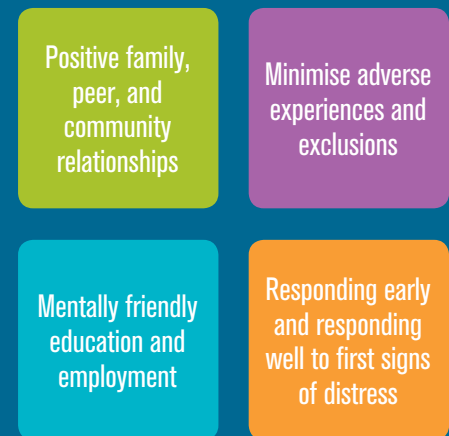 Positive family,
peer, and
community
relationships
Minimise adverse
experiences and
exclusions
Mentally friendly
education and
employment
Responding early
and responding
well to first signs
of distress